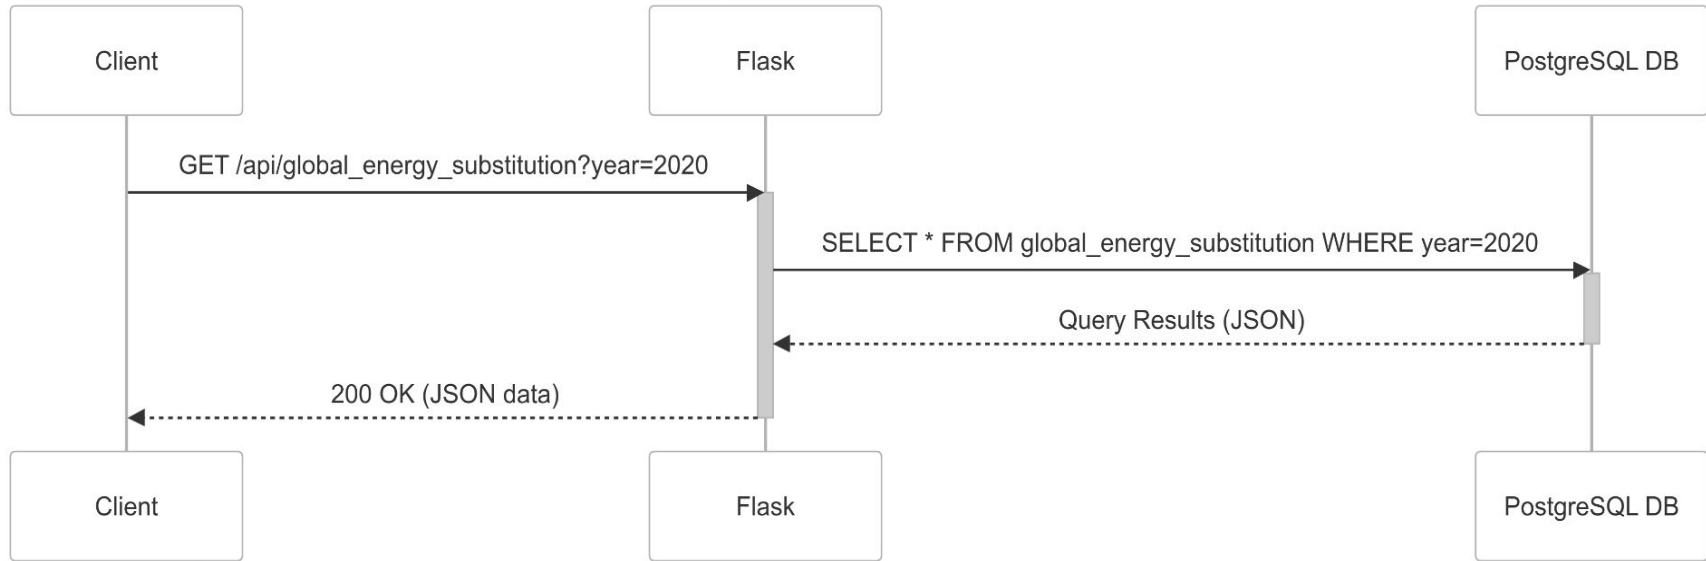 Client
Flask
PostgreSQL DB
GET /api/global_energy_substitution?year=2020
SELECT * FROM global_energy_substitution WHERE year=2020
Query Results (JSON)
200 OK (JSON data)
Client
Flask
PostgreSQL DB